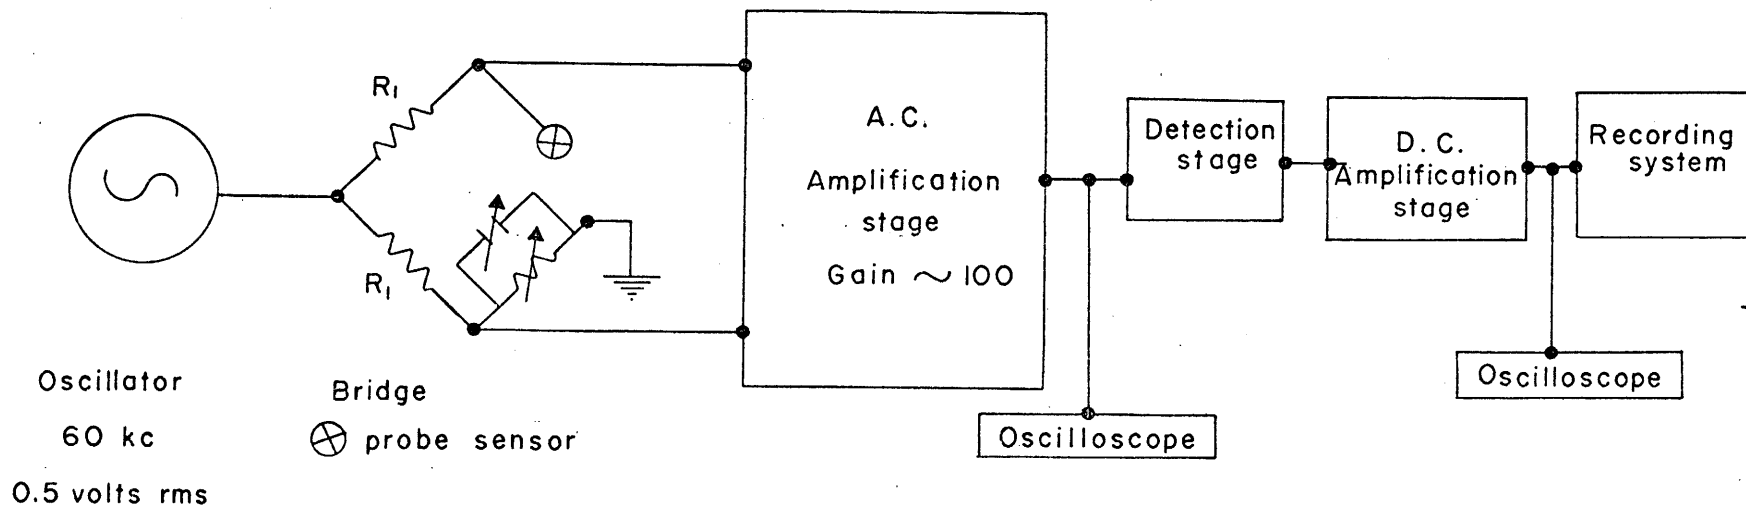 R₁
R₁
Oscillator
60 kc
0.5 volts rms
Bridge
⊗ probe sensor
A.C.
Amplification
stage
Gain ~ 100
Oscilloscope
Detection
stage
D.C.
Amplification
stage
Oscilloscope
Recording
system